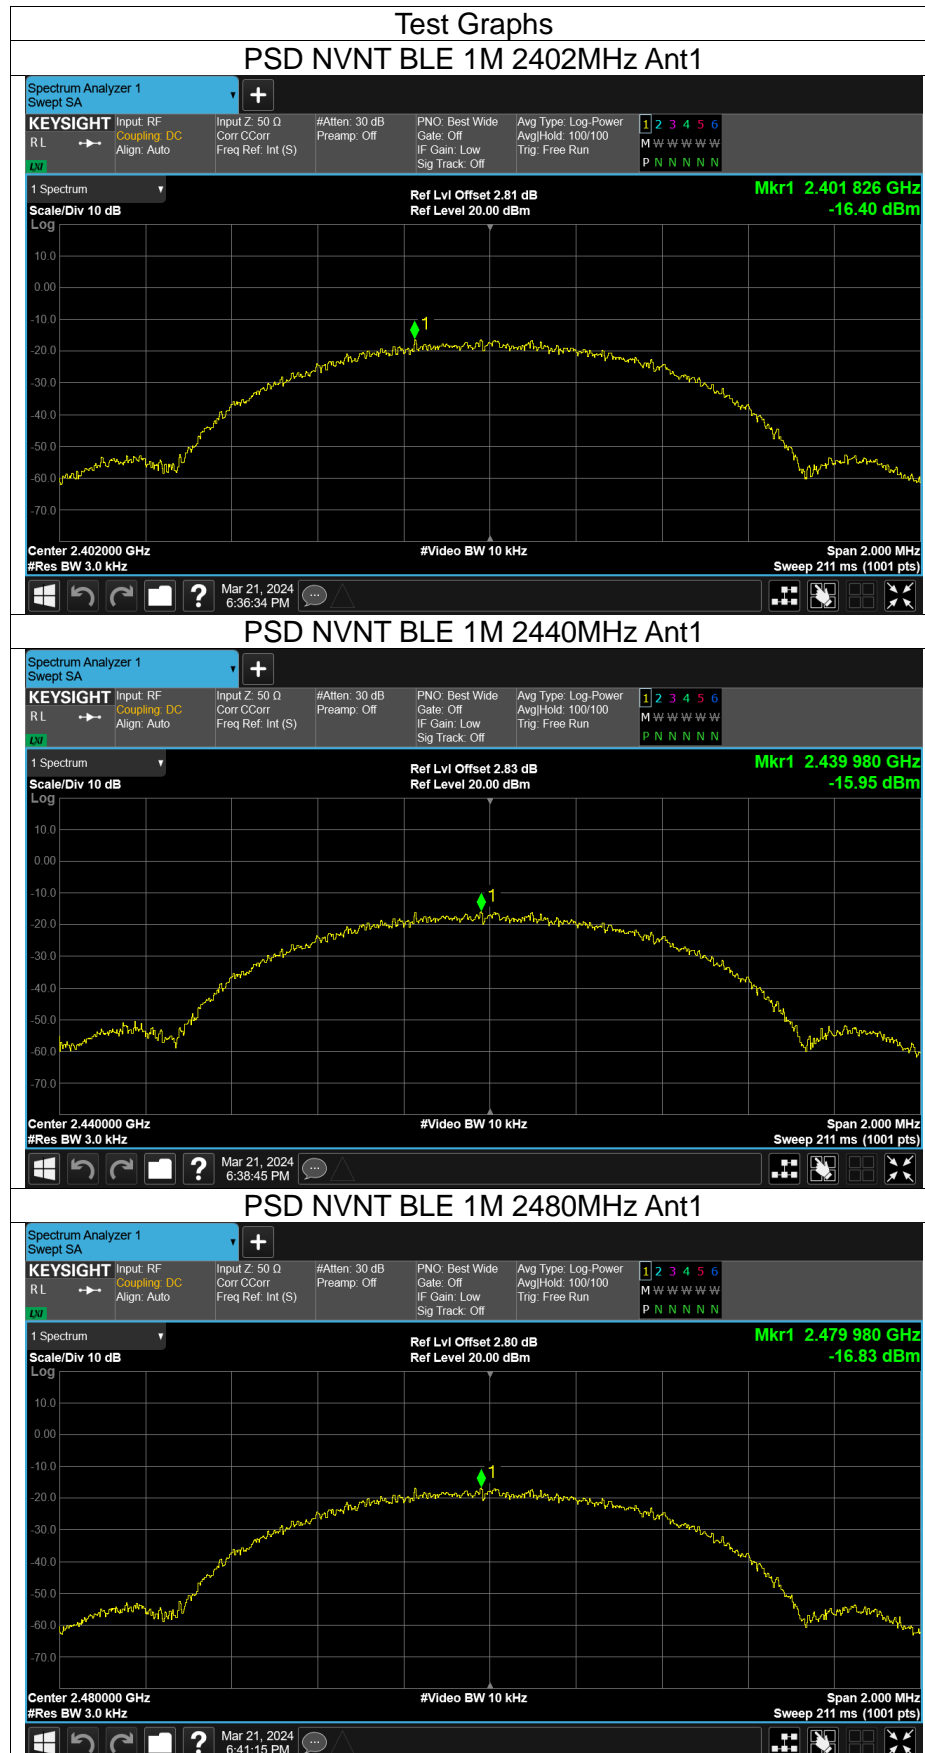 Test Graphs
PSD NVNT BLE 1M 2402MHz Ant1
Spectrum Analyzer 1
Swept SA
+
KEYSIGHT Input: RF Input Z: 50 Ω #Atten: 30 dB PNO: Best Wide Avg Type: Log-Power 1 2 3 4 5 6
RL Coupling: DC Corr CCorr Preamp: Off Gate: Off Avg|Hold: 100/100 M W W W W W
Align: Auto Freq Ref: Int (S) IF Gain: Low Trig: Free Run
LXI Sig Track: Off P N N N N N
1 Spectrum Ref Lvl Offset 2.81 dB Mkr1 2.401 826 GHz
Scale/Div 10 dB Ref Level 20.00 dBm -16.40 dBm
Log
10.0
0.00
-10.0
1
-20.0
-30.0
-40.0
-50.0
-60.0
-70.0
Center 2.402000 GHz #Video BW 10 kHz Span 2.000 MHz
#Res BW 3.0 kHz Sweep 211 ms (1001 pts)
? Mar 21, 2024
6:36:34 PM
PSD NVNT BLE 1M 2440MHz Ant1
Spectrum Analyzer 1
Swept SA
+
KEYSIGHT Input: RF Input Z: 50 Ω #Atten: 30 dB PNO: Best Wide Avg Type: Log-Power 1 2 3 4 5 6
RL Coupling: DC Corr CCorr Preamp: Off Gate: Off Avg|Hold: 100/100 M W W W W W
Align: Auto Freq Ref: Int (S) IF Gain: Low Trig: Free Run
LXI Sig Track: Off P N N N N N
1 Spectrum Ref Lvl Offset 2.83 dB Mkr1 2.439 980 GHz
Scale/Div 10 dB Ref Level 20.00 dBm -15.95 dBm
Log
10.0
0.00
-10.0
1
-20.0
-30.0
-40.0
-50.0
-60.0
-70.0
Center 2.440000 GHz #Video BW 10 kHz Span 2.000 MHz
#Res BW 3.0 kHz Sweep 211 ms (1001 pts)
? Mar 21, 2024
6:38:45 PM
PSD NVNT BLE 1M 2480MHz Ant1
Spectrum Analyzer 1
Swept SA
+
KEYSIGHT Input: RF Input Z: 50 Ω #Atten: 30 dB PNO: Best Wide Avg Type: Log-Power 1 2 3 4 5 6
RL Coupling: DC Corr CCorr Preamp: Off Gate: Off Avg|Hold: 100/100 M W W W W W
Align: Auto Freq Ref: Int (S) IF Gain: Low Trig: Free Run
LXI Sig Track: Off P N N N N N
1 Spectrum Ref Lvl Offset 2.80 dB Mkr1 2.479 980 GHz
Scale/Div 10 dB Ref Level 20.00 dBm -16.83 dBm
Log
10.0
0.00
-10.0
1
-20.0
-30.0
-40.0
-50.0
-60.0
-70.0
Center 2.480000 GHz #Video BW 10 kHz Span 2.000 MHz
#Res BW 3.0 kHz Sweep 211 ms (1001 pts)
? Mar 21, 2024
6:41:15 PM